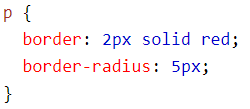 p {
  border: 2px solid red;
  border-radius: 5px;
}